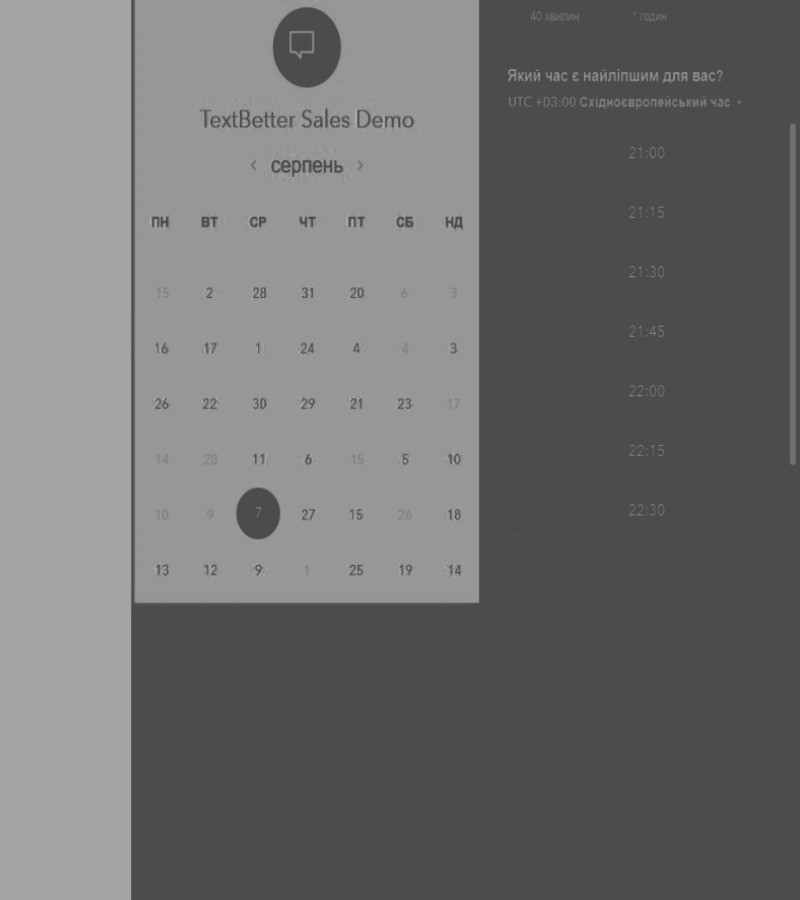 TextBetter Sales Demo
‹ серпень ›
ПН ВТ СР ЧТ ПТ СБ НД
15 2 28 31 20 6 3
16 17 1 24 4 4 3
26 22 30 29 21 23 17
14 28 11 6 15 5 10
10 9 7 27 15 26 18
13 12 9 1 25 19 14
40 хвилин 1 годин
Який час є найліпшим для вас?
UTC +03:00 Східноєвропейський час
21:00
21:15
21:30
21:45
22:00
22:15
22:30